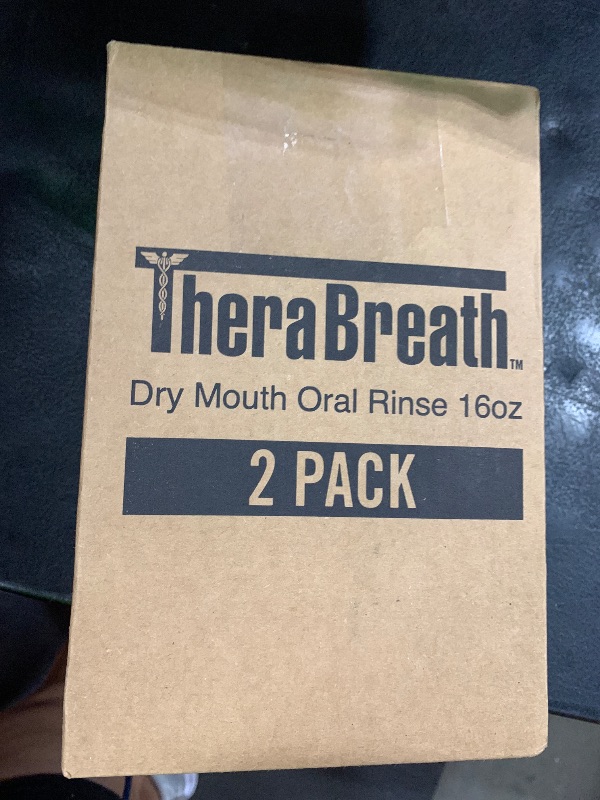 TheraBreath™
Dry Mouth Oral Rinse 16oz
2 PACK